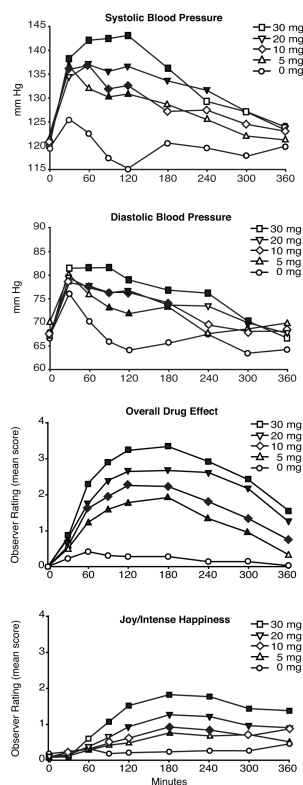 Systolic Blood Pressure
145
140
135
130
125
120
115
mm Hg
30 mg
20 mg
10 mg
5 mg
0 mg
0 60 120 180 240 300 360
Diastolic Blood Pressure
90
85
80
75
70
65
60
mm Hg
30 mg
20 mg
10 mg
5 mg
0 mg
0 60 120 180 240 300 360
Overall Drug Effect
4
3
2
1
0
Observer Rating (mean score)
30 mg
20 mg
10 mg
5 mg
0 mg
0 60 120 180 240 300 360
Joy/Intense Happiness
4
3
2
1
0
Observer Rating (mean score)
30 mg
20 mg
10 mg
5 mg
0 mg
0 60 120 180 240 300 360
Minutes